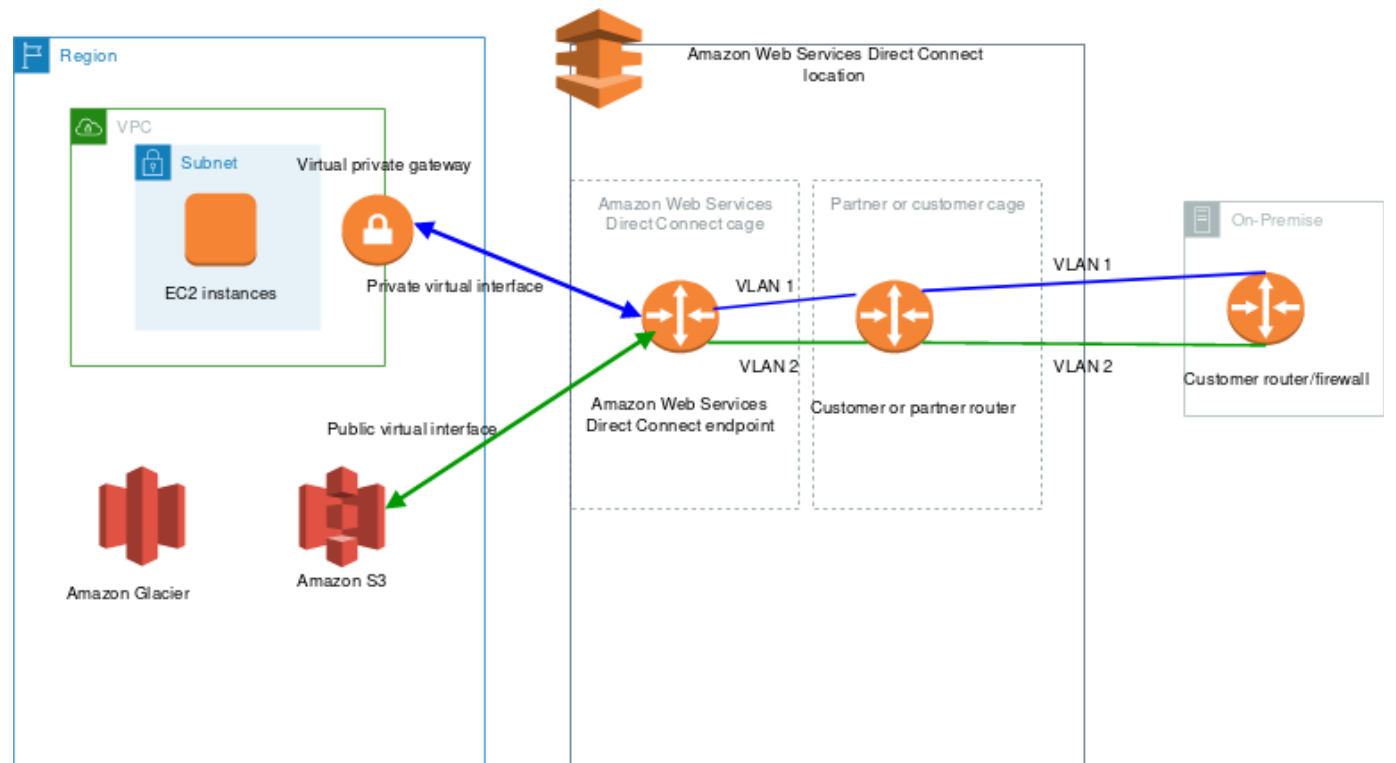 Region
VPC
Subnet
EC2 instances
Virtual private gateway
Private virtual interface
Public virtual interface
Amazon Glacier
Amazon S3
Amazon Web Services Direct Connect
location
Amazon Web Services
Direct Connect cage
VLAN 1
VLAN 2
Amazon Web Services
Direct Connect endpoint
Partner or customer cage
Customer or partner router
VLAN 1
VLAN 2
On-Premise
Customer router/firewall